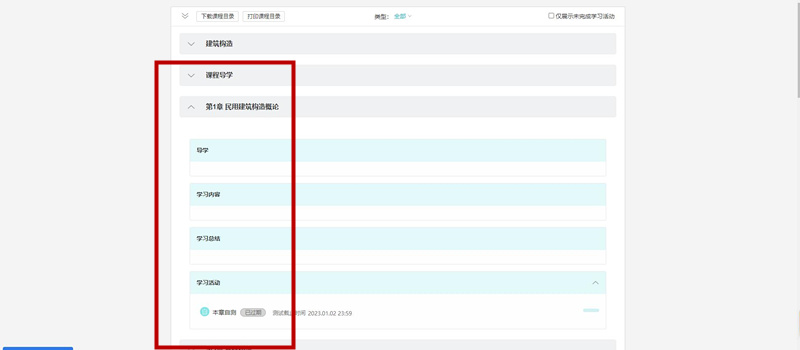 下载课程目录 打印课程目录 类型: 全部 仅展示未完成学习活动
建筑构造
课程导学
第1章 民用建筑构造概论
导学
学习内容
学习总结
学习活动
本章自测 已过期 测试截止时间 2023.01.02 23:59